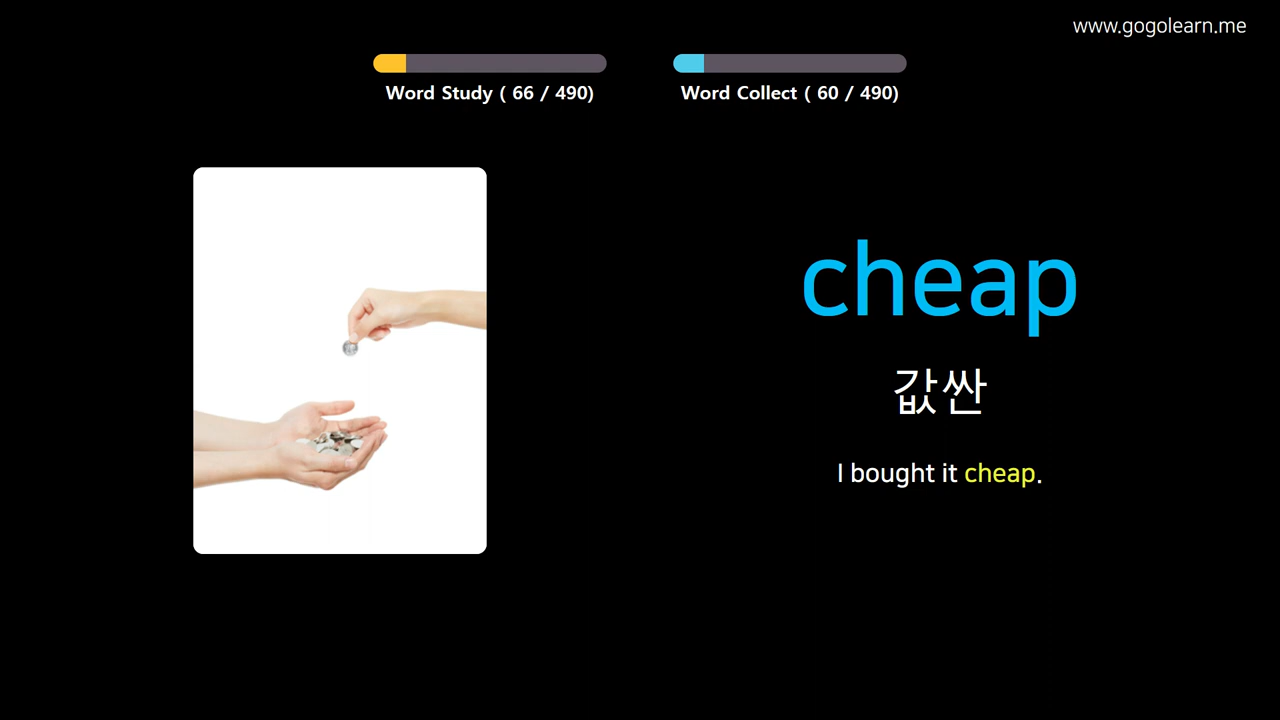 www.gogolearn.me
Word Study ( 66 / 490)
Word Collect ( 60 / 490)
cheap
값싼
I bought it cheap.